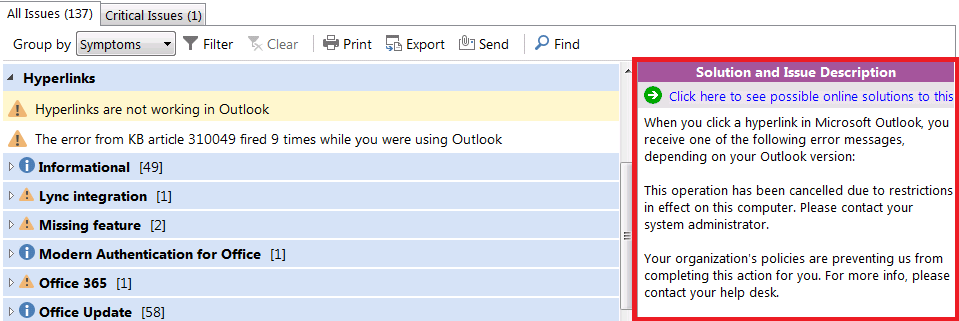 All Issues (137) Critical Issues (1)
Group by Symptoms Filter Clear Print Export Send Find
Hyperlinks
Hyperlinks are not working in Outlook
The error from KB article 310049 fired 9 times while you were using Outlook
Informational [49]
Lync integration [1]
Missing feature [2]
Modern Authentication for Office [1]
Office 365 [1]
Office Update [58]
Solution and Issue Description
Click here to see possible online solutions to this
When you click a hyperlink in Microsoft Outlook, you
receive one of the following error messages,
depending on your Outlook version:
This operation has been cancelled due to restrictions
in effect on this computer. Please contact your
system administrator.
Your organization's policies are preventing us from
completing this action for you. For more info, please
contact your help desk.